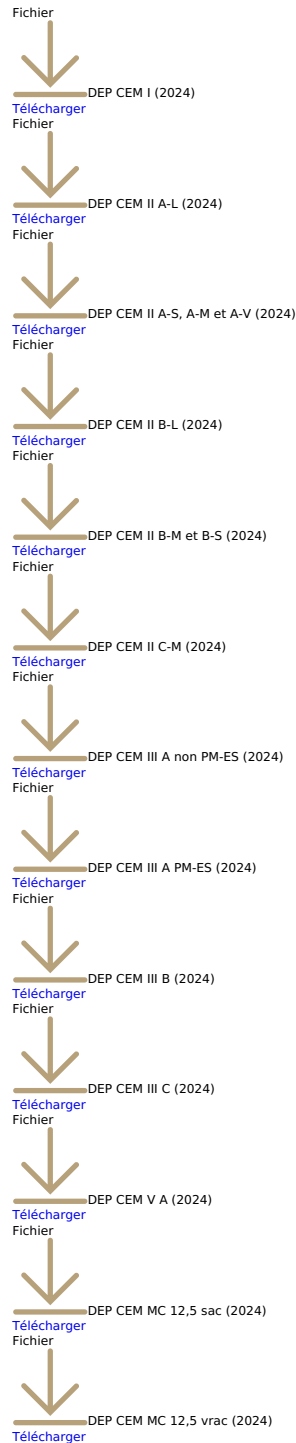 Fichier
DEP CEM I (2024)
Télécharger
Fichier
DEP CEM II A-L (2024)
Télécharger
Fichier
DEP CEM II A-S, A-M et A-V (2024)
Télécharger
Fichier
DEP CEM II B-L (2024)
Télécharger
Fichier
DEP CEM II B-M et B-S (2024)
Télécharger
Fichier
DEP CEM II C-M (2024)
Télécharger
Fichier
DEP CEM III A non PM-ES (2024)
Télécharger
Fichier
DEP CEM III A PM-ES (2024)
Télécharger
Fichier
DEP CEM III B (2024)
Télécharger
Fichier
DEP CEM III C (2024)
Télécharger
Fichier
DEP CEM V A (2024)
Télécharger
Fichier
DEP CEM MC 12,5 sac (2024)
Télécharger
Fichier
DEP CEM MC 12,5 vrac (2024)
Télécharger